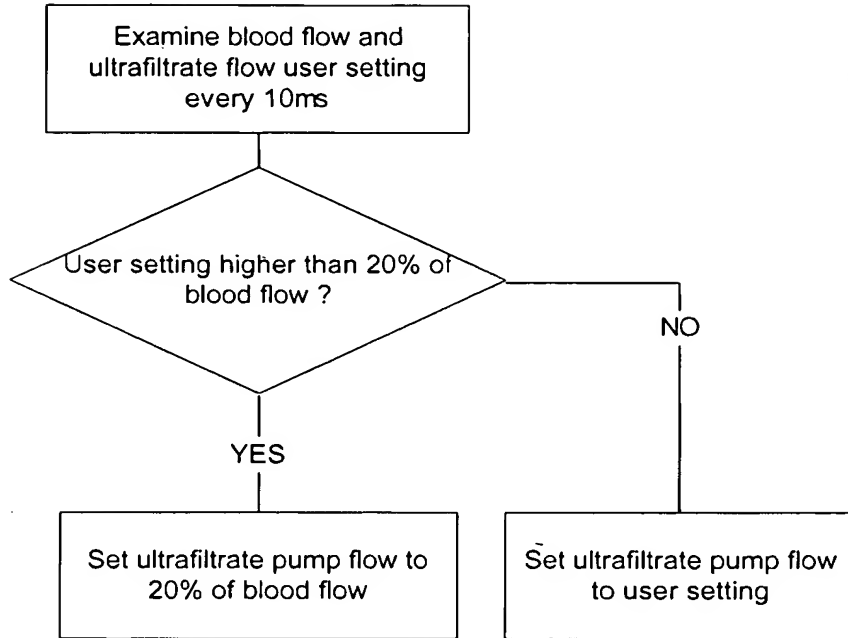 Examine blood flow and
ultrafiltrate flow user setting
every 10ms
User setting higher than 20% of
blood flow ?
NO
YES
Set ultrafiltrate pump flow to
20% of blood flow
Set ultrafiltrate pump flow
to user setting